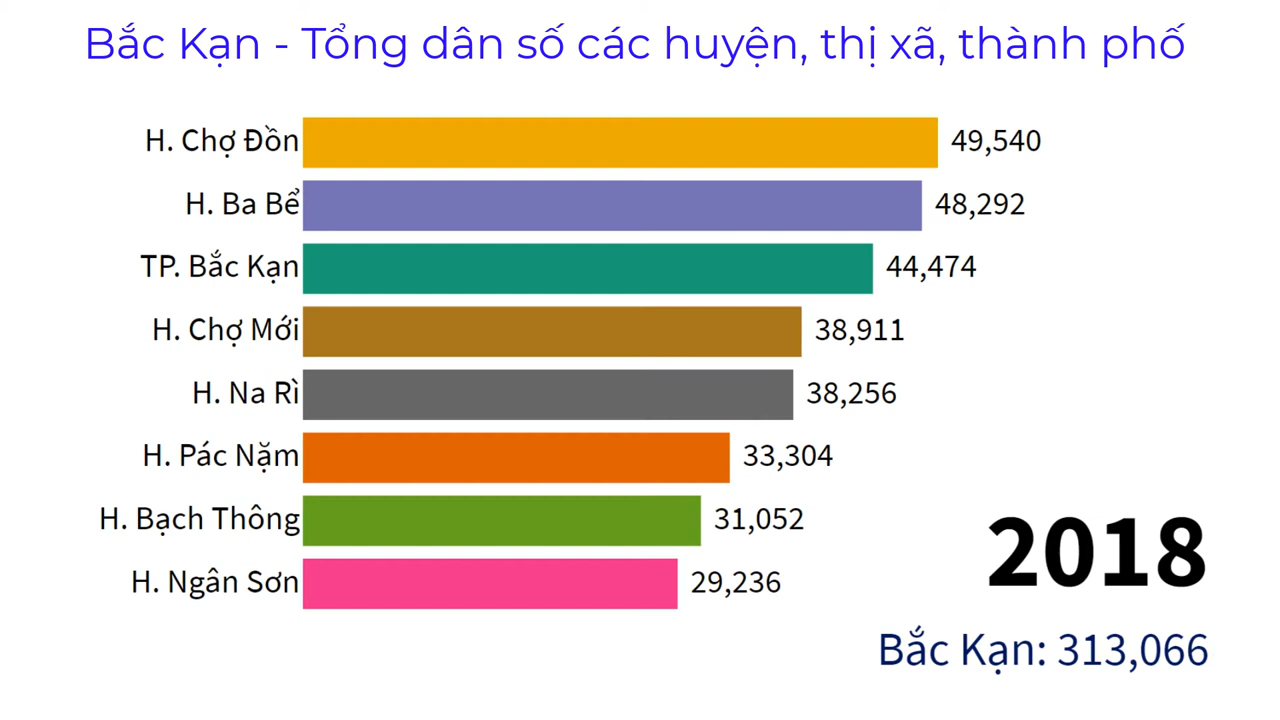 Bắc Kạn - Tổng dân số các huyện, thị xã, thành phố
H. Chợ Đồn 49,540
H. Ba Bể 48,292
TP. Bắc Kạn 44,474
H. Chợ Mới 38,911
H. Na Rì 38,256
H. Pác Nặm 33,304
H. Bạch Thông 31,052
H. Ngân Sơn 29,236
2018
Bắc Kạn: 313,066